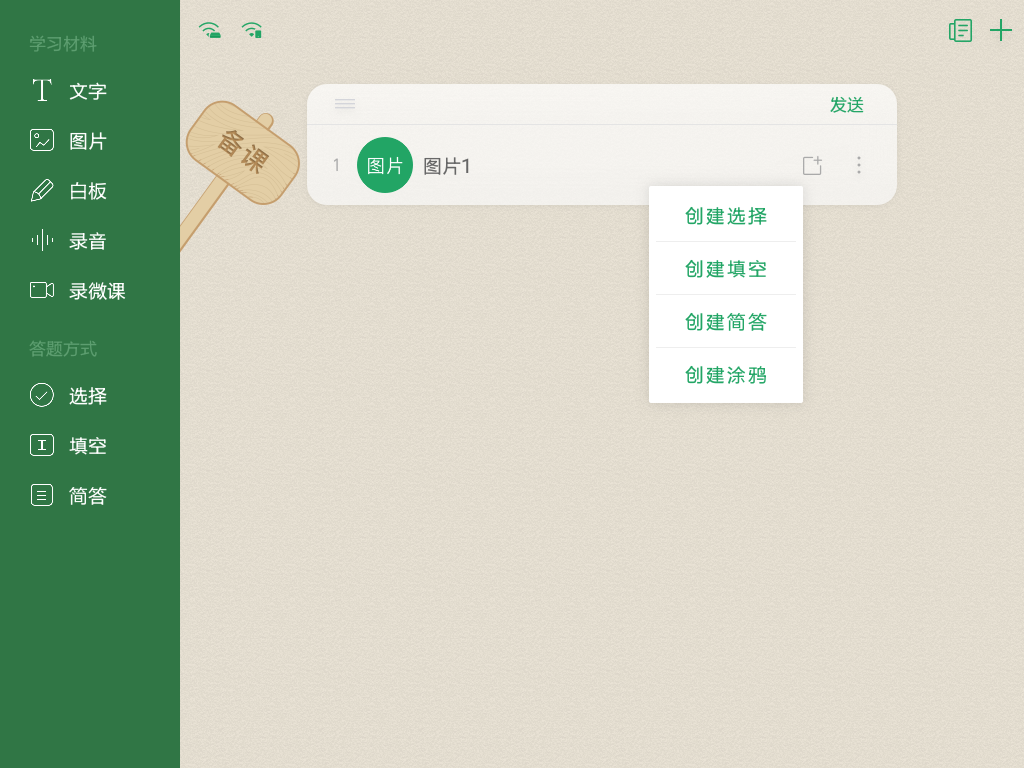 学习材料
文字
图片
白板
录音
录微课
答题方式
选择
填空
简答
备课
发送
1 图片 图片1
创建选择
创建填空
创建简答
创建涂鸦